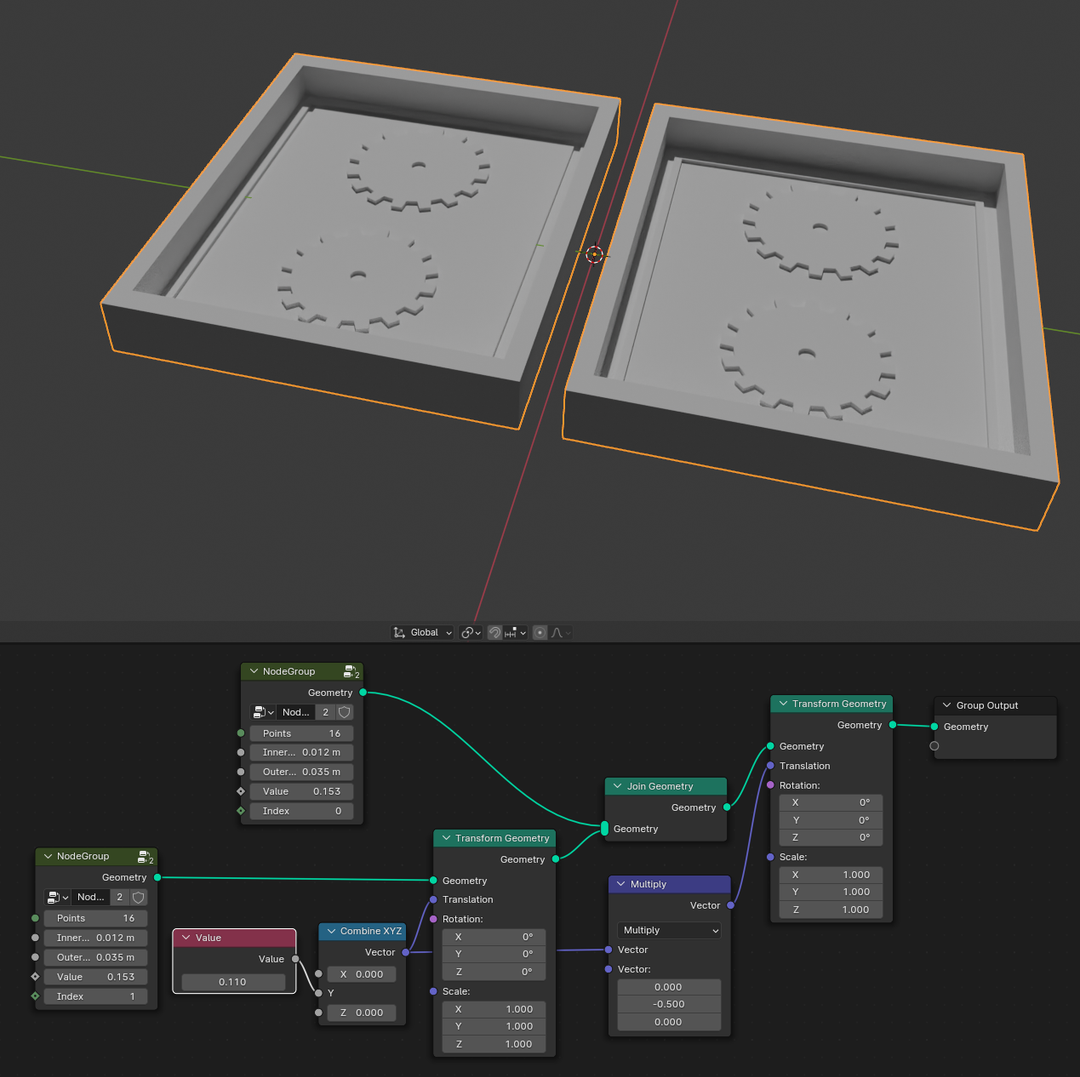 Global
NodeGroup
2
Geometry
Nod... 2
Points 16
Inner... 0.012 m
Outer... 0.035 m
Value 0.153
Index 0
NodeGroup
2
Geometry
Nod... 2
Points 16
Inner... 0.012 m
Outer... 0.035 m
Value 0.153
Index 1
Value
Value
0.110
Combine XYZ
Vector
X 0.000
Y
Z 0.000
Transform Geometry
Geometry
Geometry
Translation
Rotation:
X 0°
Y 0°
Z 0°
Scale:
X 1.000
Y 1.000
Z 1.000
Join Geometry
Geometry
Geometry
Multiply
Vector
Multiply
Vector
Vector:
0.000
-0.500
0.000
Transform Geometry
Geometry
Geometry
Translation
Rotation:
X 0°
Y 0°
Z 0°
Scale:
X 1.000
Y 1.000
Z 1.000
Group Output
Geometry